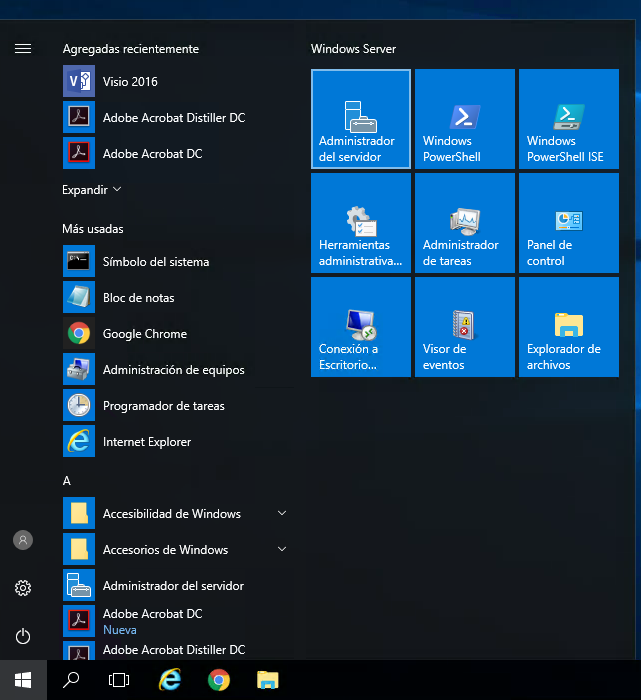 Agregadas recientemente
Visio 2016
Adobe Acrobat Distiller DC
Adobe Acrobat DC
Expandir
Más usadas
Símbolo del sistema
Bloc de notas
Google Chrome
Administración de equipos
Programador de tareas
Internet Explorer
A
Accesibilidad de Windows
Accesorios de Windows
Administrador del servidor
Adobe Acrobat DC
Nueva
Adobe Acrobat Distiller DC
Windows Server
Administrador
del servidor
Windows
PowerShell
Windows
PowerShell ISE
Herramientas
administrativa...
Administrador
de tareas
Panel de
control
Conexión a
Escritorio...
Visor de
eventos
Explorador de
archivos